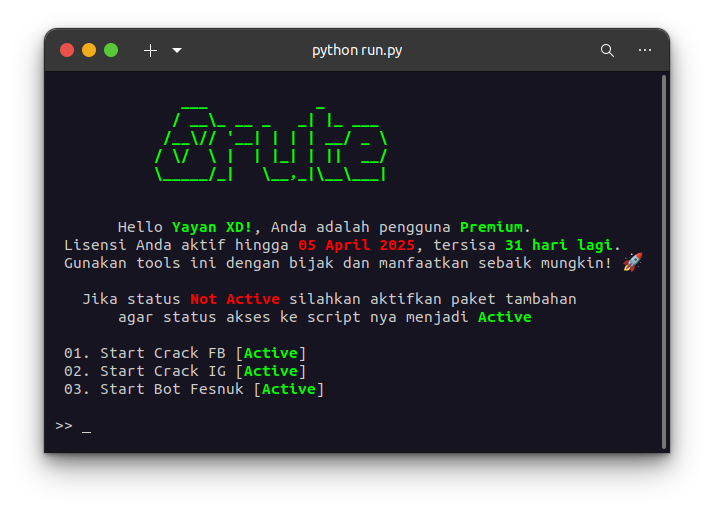 python run.py
Brute
Hello Yayan XD!, Anda adalah pengguna Premium.
Lisensi Anda aktif hingga 05 April 2025, tersisa 31 hari lagi.
Gunakan tools ini dengan bijak dan manfaatkan sebaik mungkin! 🚀
Jika status Not Active silahkan aktifkan paket tambahan
agar status akses ke script nya menjadi Active
01. Start Crack FB [Active]
02. Start Crack IG [Active]
03. Start Bot Fesnuk [Active]
>> _